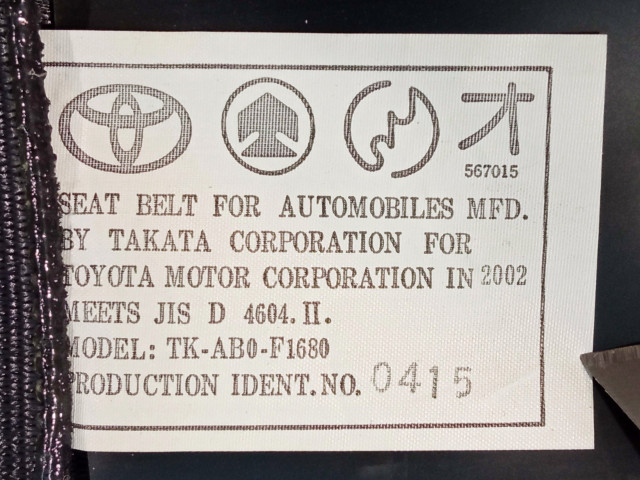 オ
567015
SEAT BELT FOR AUTOMOBILES MFD.
BY TAKATA CORPORATION FOR
TOYOTA MOTOR CORPORATION IN 2002
MEETS JIS D 4604. II.
MODEL: TK-AB0-F1680
PRODUCTION IDENT. NO. 0415